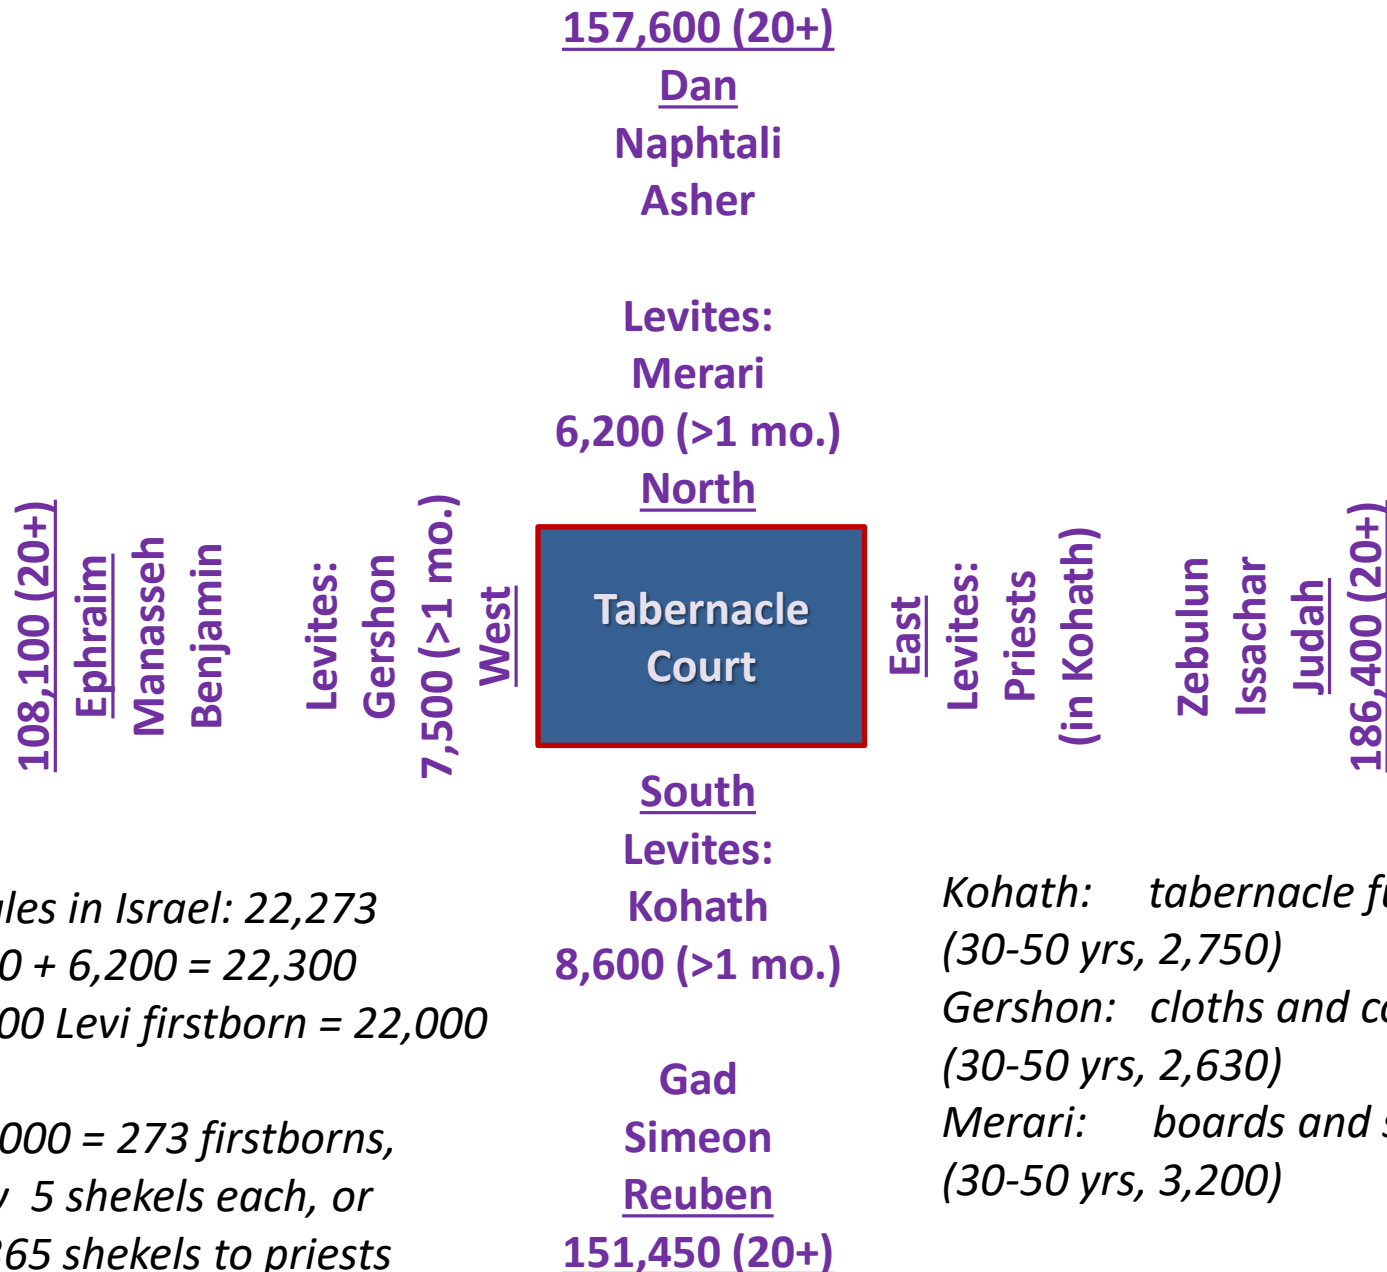 157,600 (20+)
Dan
Naphtali
Asher
Levites:
Merari
6,200 (>1 mo.)
North
108,100 (20+)
Ephraim
Manasseh
Benjamin
Levites:
Gershon
7,500 (>1 mo.)
West
Tabernacle
Court
East
Levites:
Priests
(in Kohath)
Zebulun
Issachar
Judah
186,400 (20+)
South
Levites:
Kohath
8,600 (>1 mo.)
Gad
Simeon
Reuben
151,450 (20+)
in Israel: 22,273
+ 6,200 = 22,300
Levi firstborn = 22,000
= 273 firstborns,
5 shekels each, or
shekels to priests
Kohath: tabernacle
(30-50 yrs, 2,750)
Gershon: cloths and
(30-50 yrs, 2,630)
Merari: boards and
(30-50 yrs, 3,200)